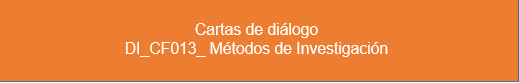 Cartas de diálogo
DI_CF013_ Métodos de Investigación